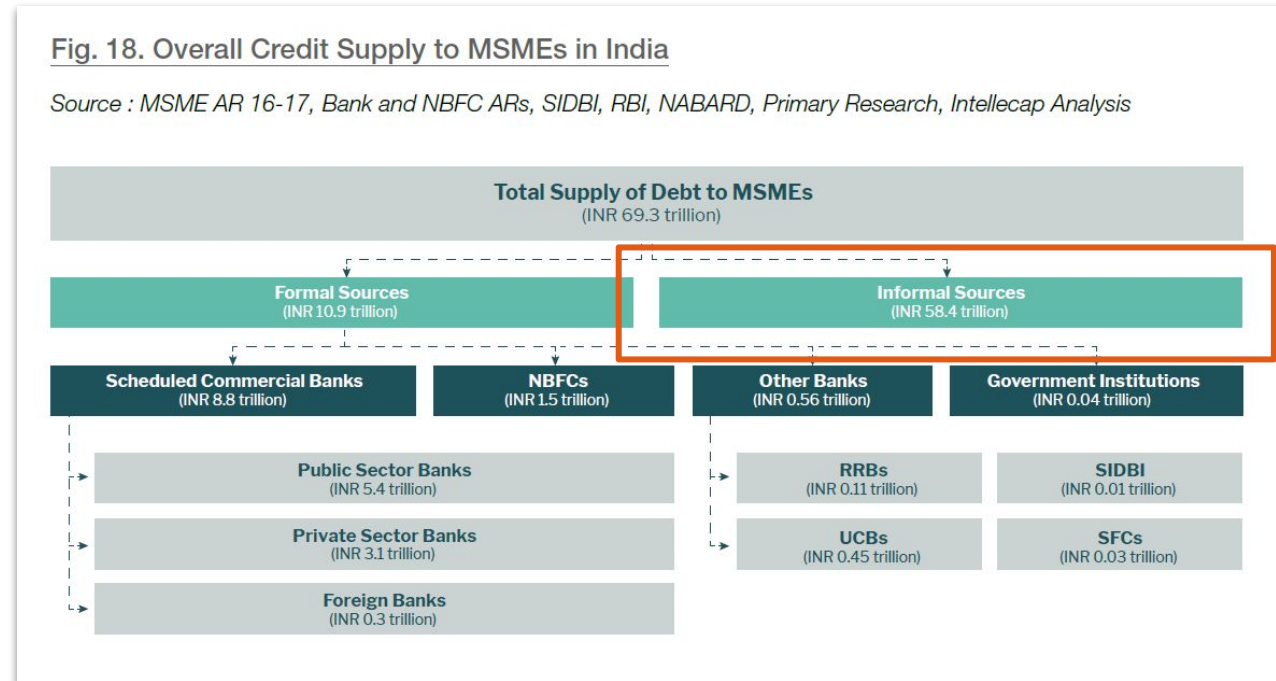 Fig. 18. Overall Credit Supply to MSMEs in India
Source : MSME AR 16-17, Bank and NBFC ARs, SIDBI, RBI, NABARD, Primary Research, Intellecap Analysis
Total Supply of Debt to MSMEs
(INR 69.3 trillion)
Formal Sources
(INR 10.9 trillion)
Informal Sources
(INR 58.4 trillion)
Scheduled Commercial Banks
(INR 8.8 trillion)
NBFCs
(INR 1.5 trillion)
Other Banks
(INR 0.56 trillion)
Government Institutions
(INR 0.04 trillion)
Public Sector Banks
(INR 5.4 trillion)
RRBs
(INR 0.11 trillion)
SIDBI
(INR 0.01 trillion)
Private Sector Banks
(INR 3.1 trillion)
UCBs
(INR 0.45 trillion)
SFCs
(INR 0.03 trillion)
Foreign Banks
(INR 0.3 trillion)